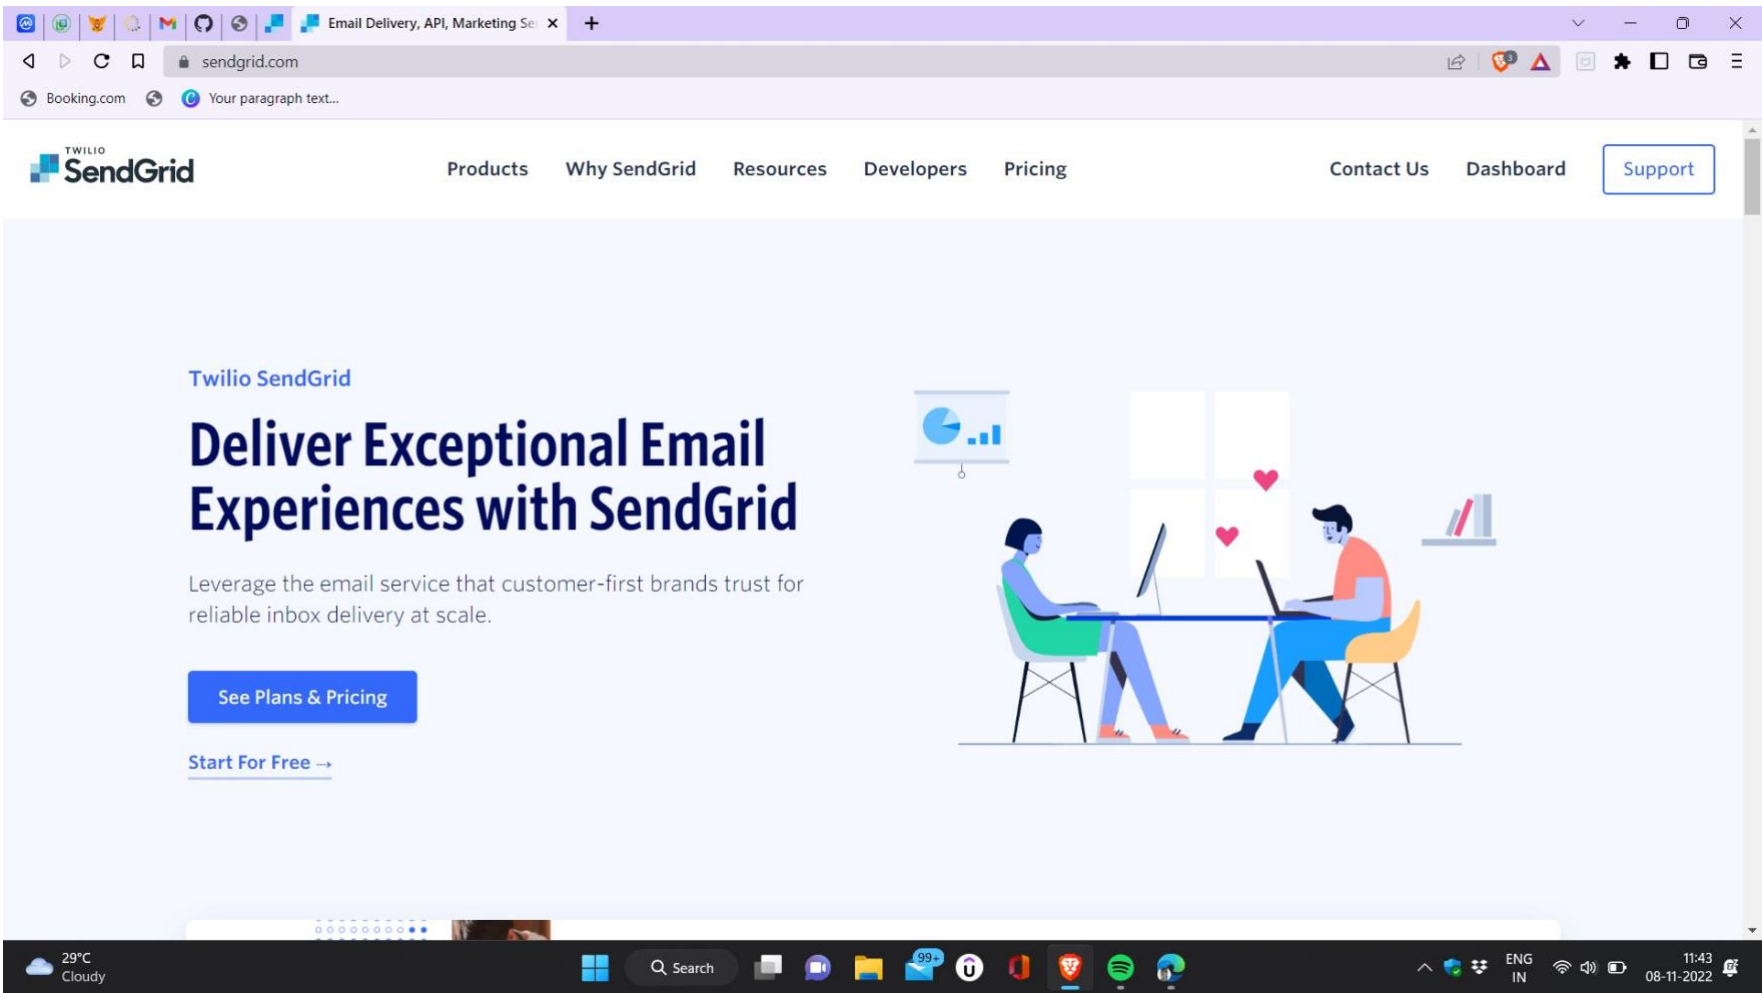 Email Delivery, API, Marketing Se
sendgrid.com
3
Booking.com
Your paragraph text...
TWILIO
SendGrid
Products
Why SendGrid
Resources
Developers
Pricing
Contact Us
Dashboard
Support
Twilio SendGrid
Deliver Exceptional Email
Experiences with SendGrid
Leverage the email service that customer-first brands trust for
reliable inbox delivery at scale.
See Plans & Pricing
Start For Free →
29°C
Cloudy
Search
99+
ENG
IN
11:43
08-11-2022